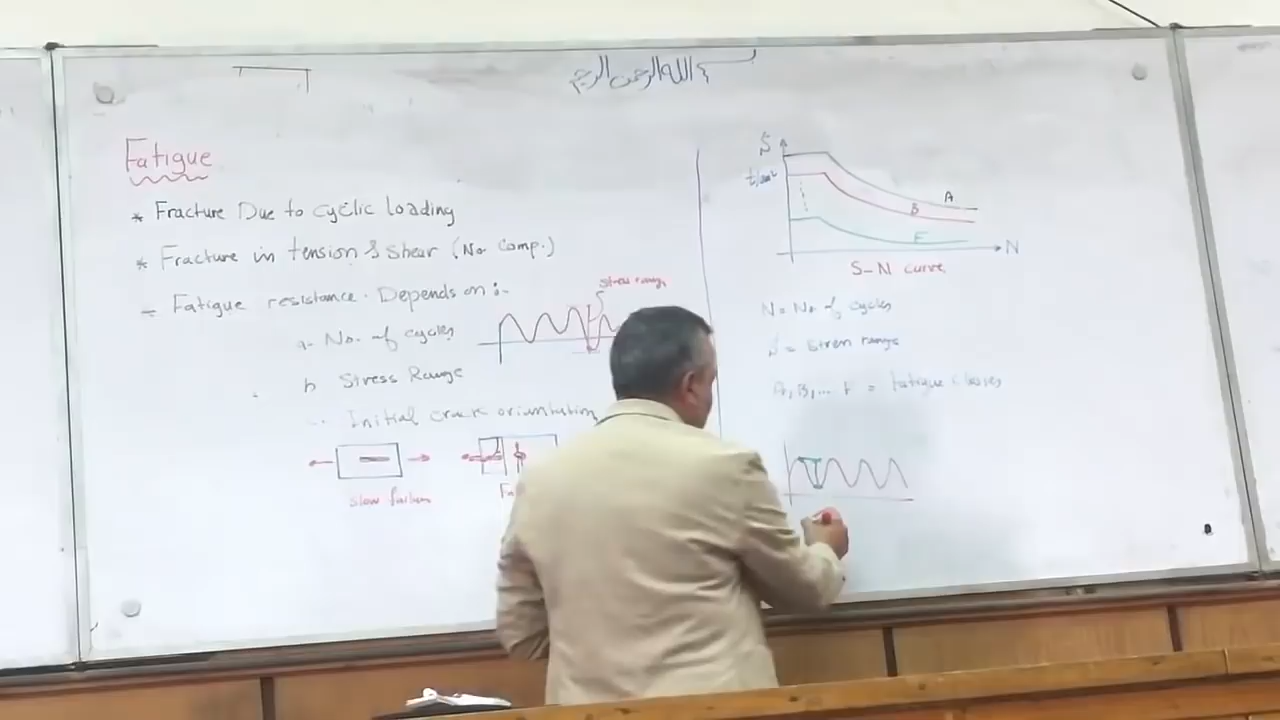 بسم الله الرحمن الرحيم
Fatigue
* Fracture Due to cyclic loading
* Fracture in tension & shear (No Comp.)
- Fatigue resistance. Depends on :-
a- No. of cycles
b Stress Range
Initial crack orientation
stress range
slow failure
Ŝ
t/cm²
A
B
F
N
S-N curve
N = No. of cycles
Ŝ = stress range
A, B, ... F = fatigue classes